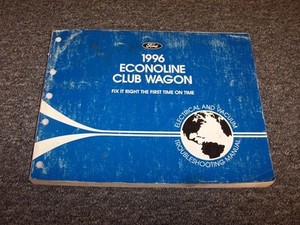 Ford
1996
ECONOLINE
CLUB WAGON
FIX IT RIGHT THE FIRST TIME ON TIME
ELECTRICAL AND VACUUM
TROUBLESHOOTING MANUAL